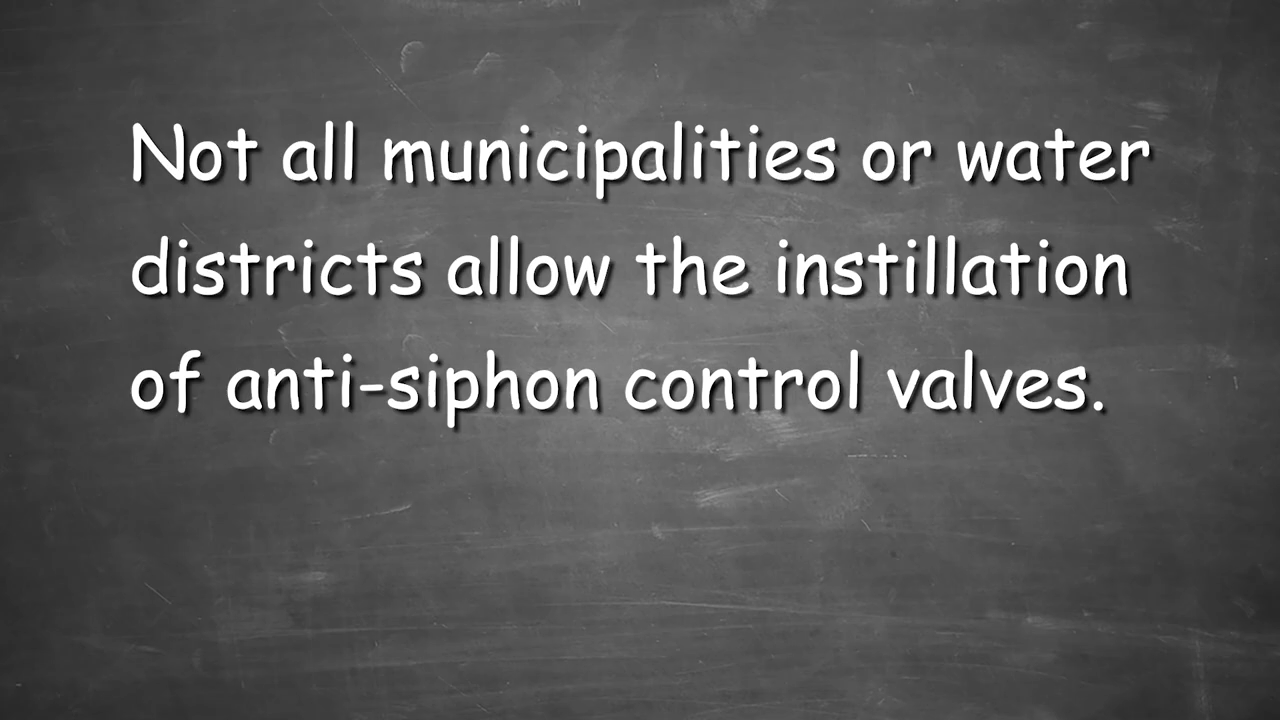 Not all municipalities or water
districts allow the instillation
of anti-siphon control valves.